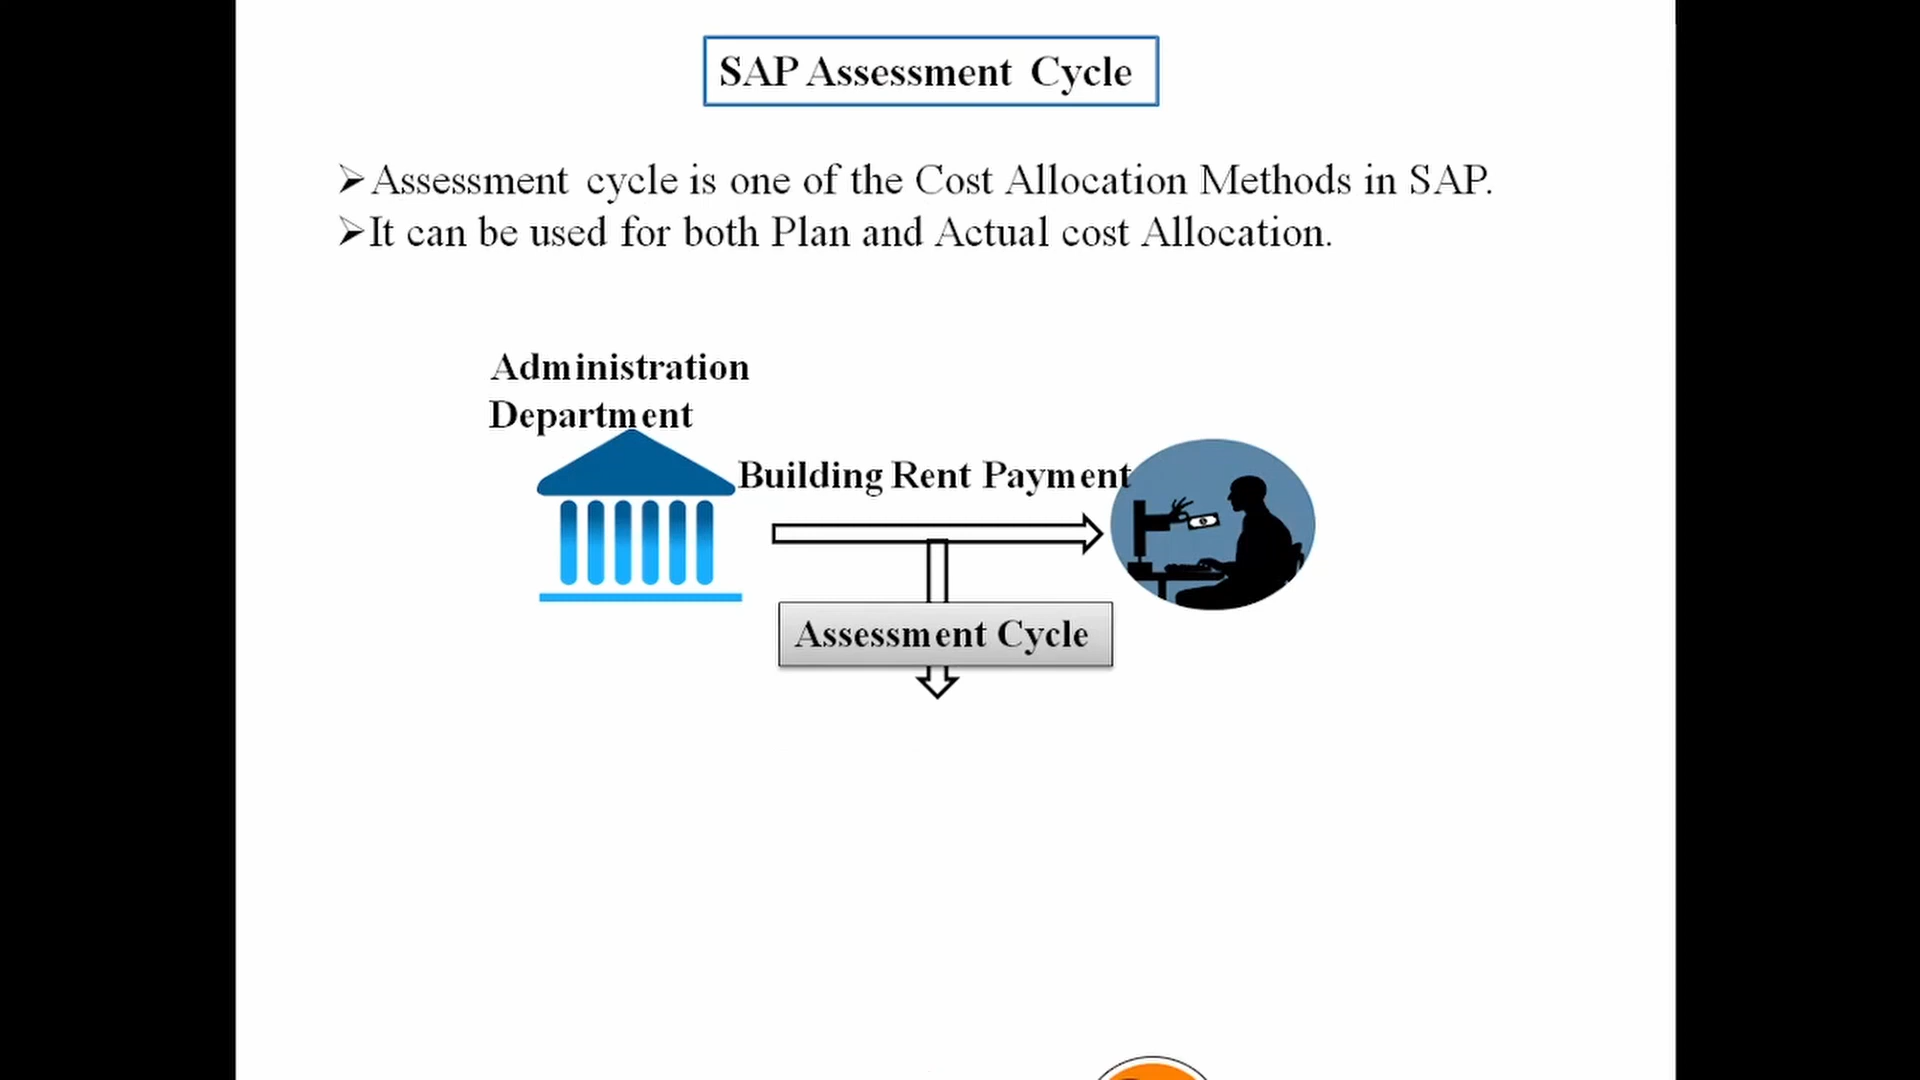 SAP Assessment Cycle
➢Assessment cycle is one of the Cost Allocation Methods in SAP.
➢It can be used for both Plan and Actual cost Allocation.
Administration
Department
Building Rent Payment
Assessment Cycle